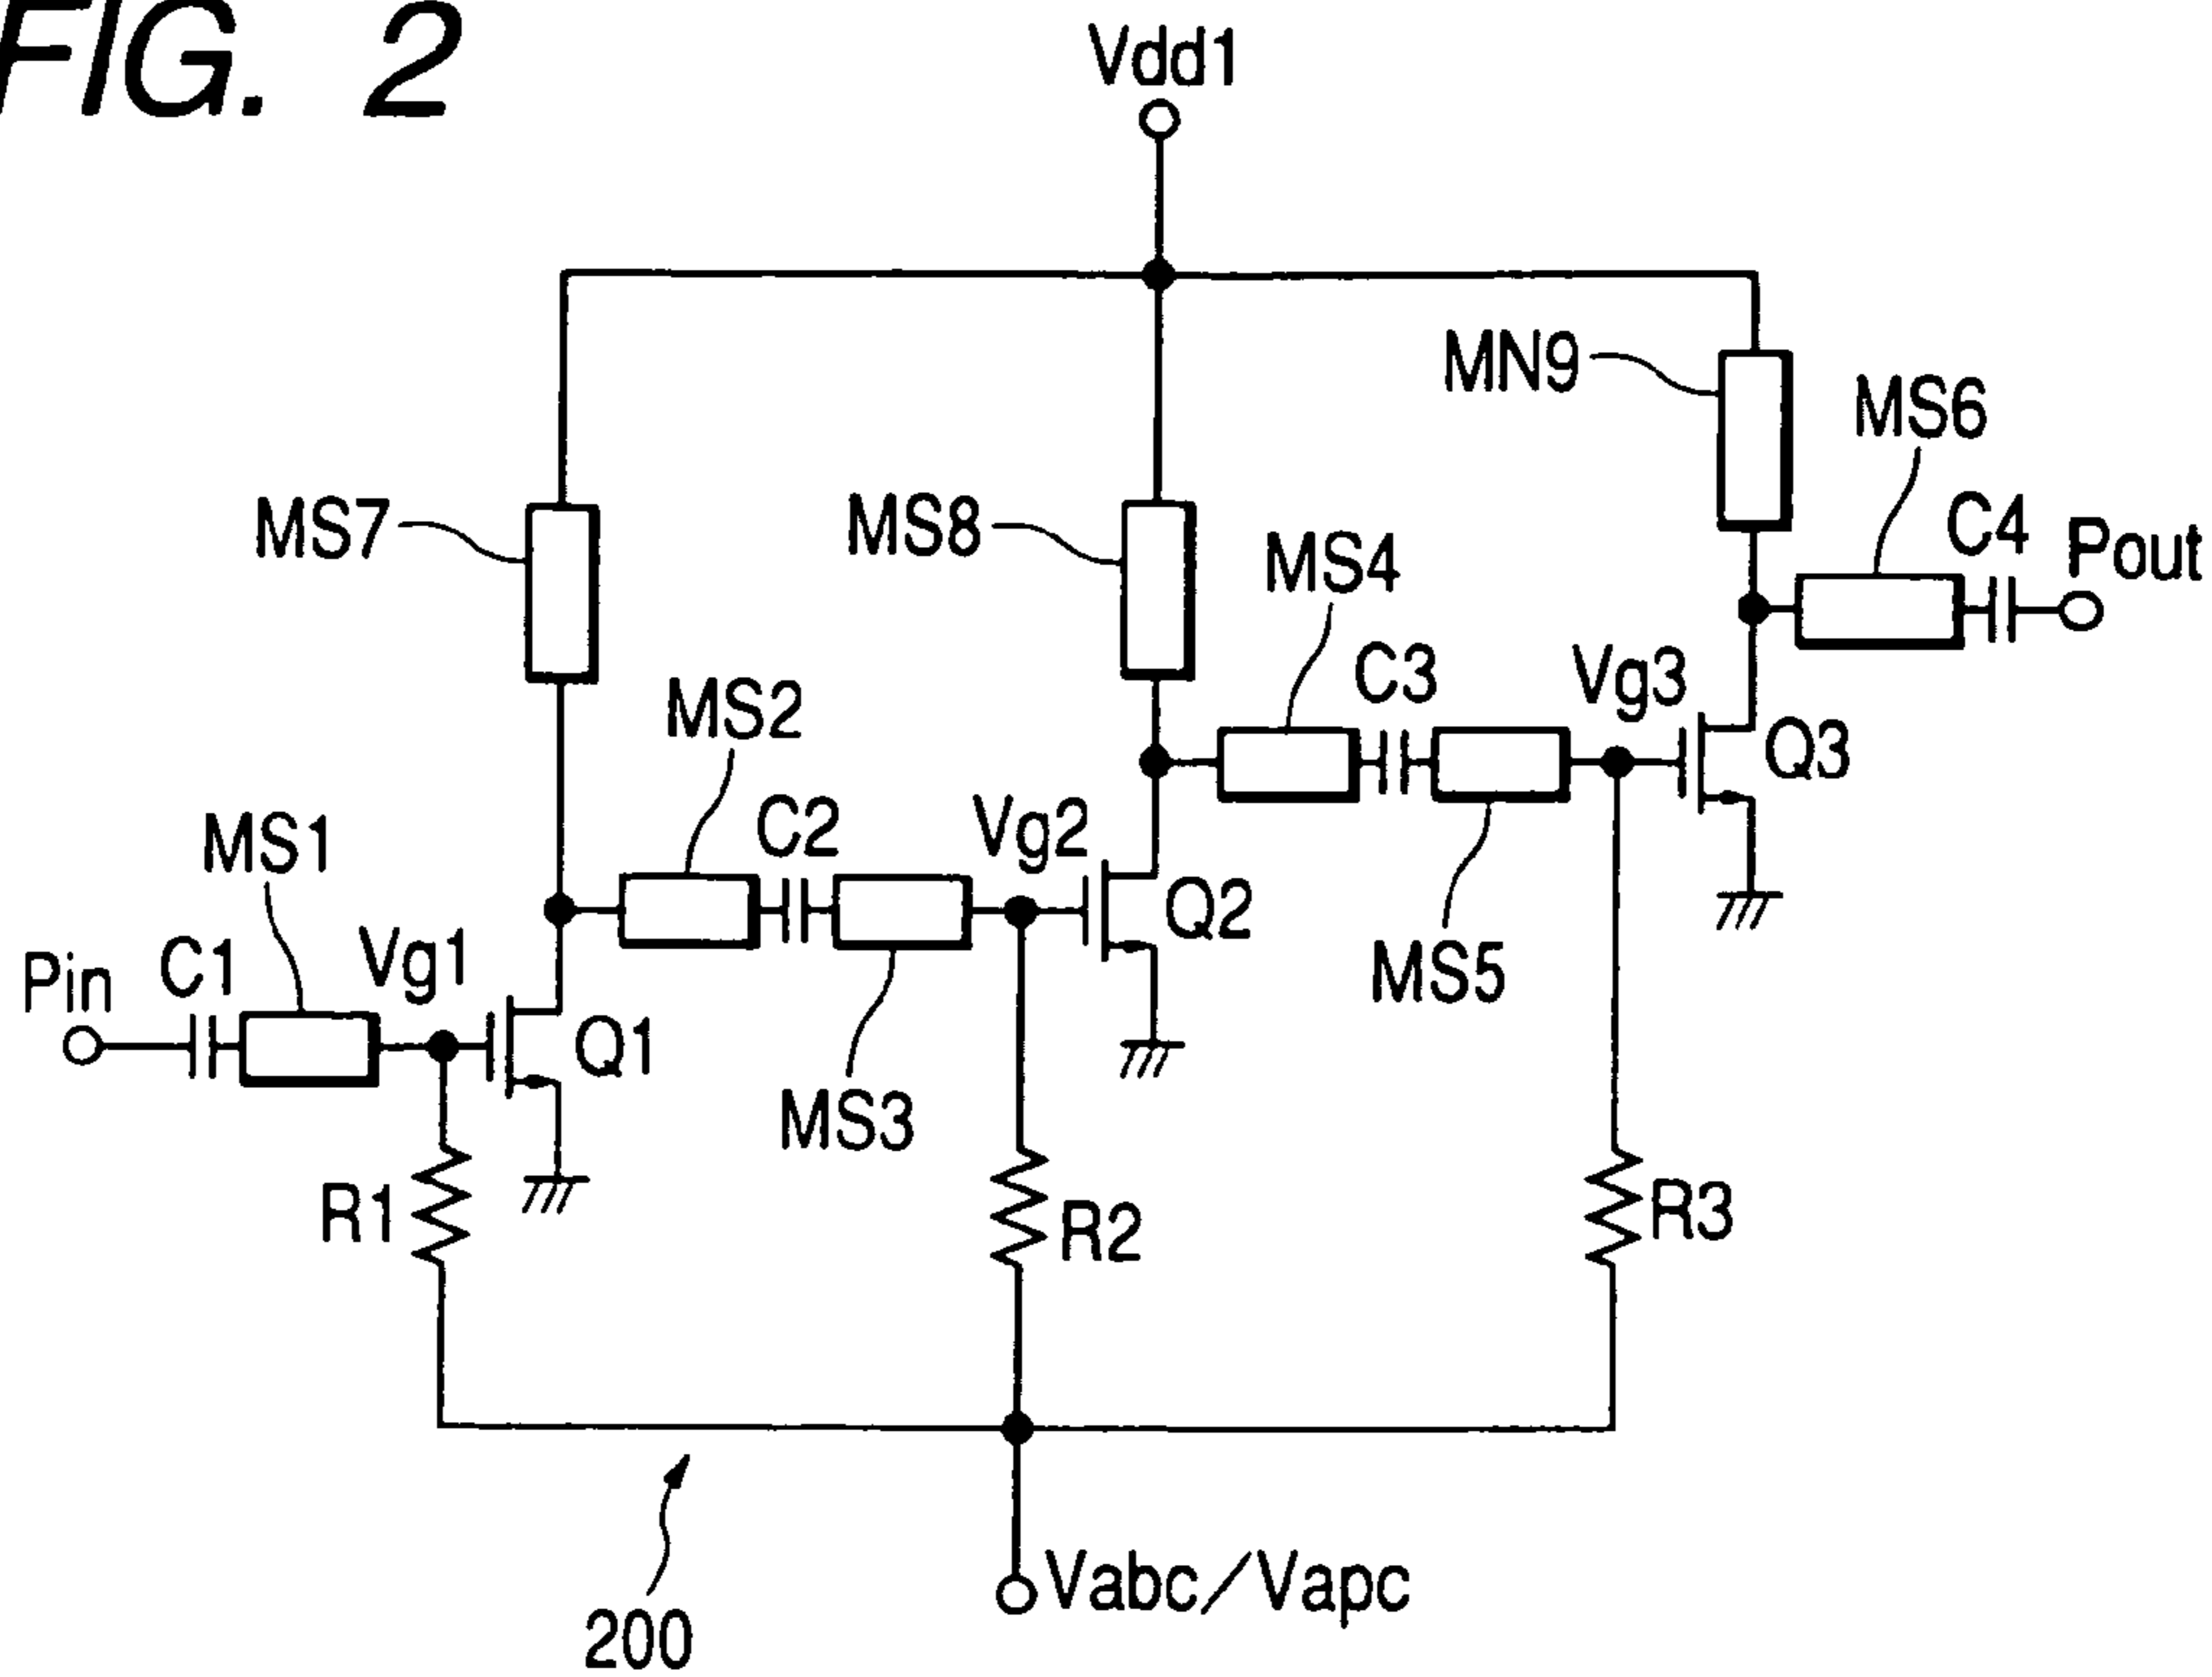 FIG. 2
Vdd1
MN9
MS6
MS7
MS8
MS4
C4
Pout
MS2
C3
Vg3
Q3
MS1
C2
Vg2
Q2
MS5
Pin
C1
Vg1
Q1
MS3
R1
R2
R3
200
Vabc/Vapc